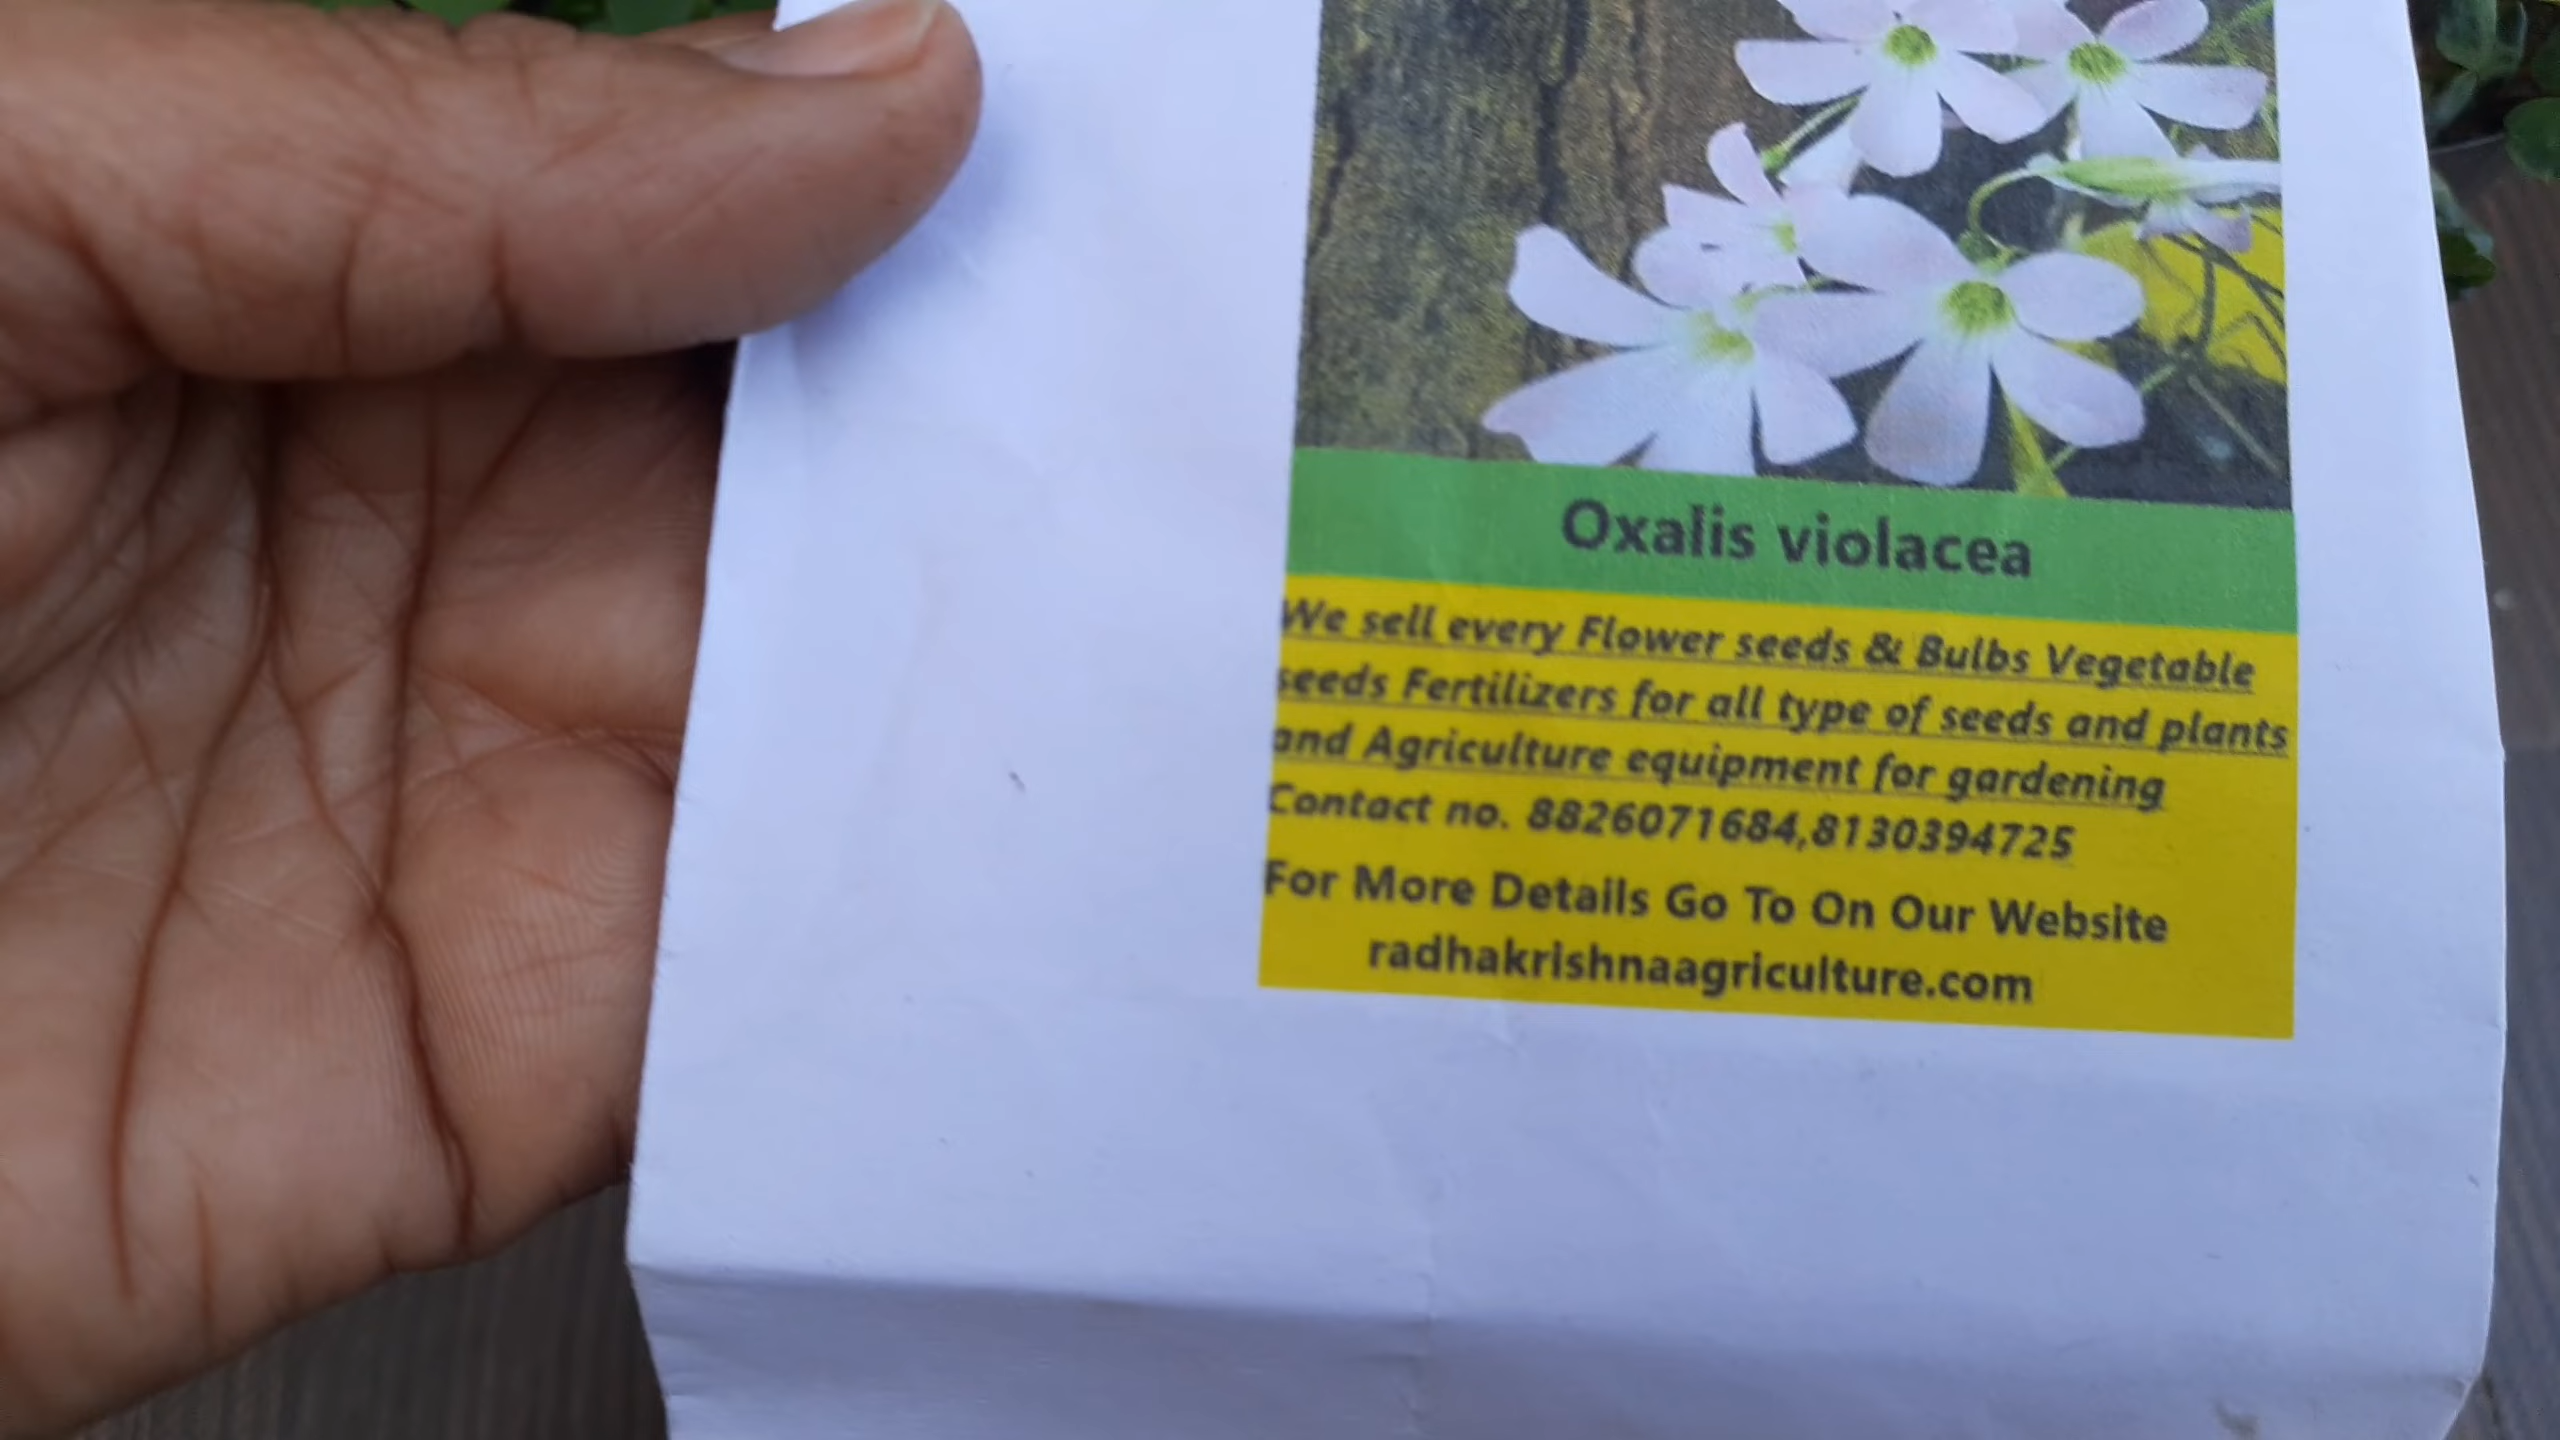 Oxalis violacea
We sell every Flower seeds & Bulbs Vegetable
seeds Fertilizers for all type of seeds and plants
and Agriculture equipment for gardening
Contact no. 8826071684,8130394725
For More Details Go To On Our Website
radhakrishnaagriculture.com